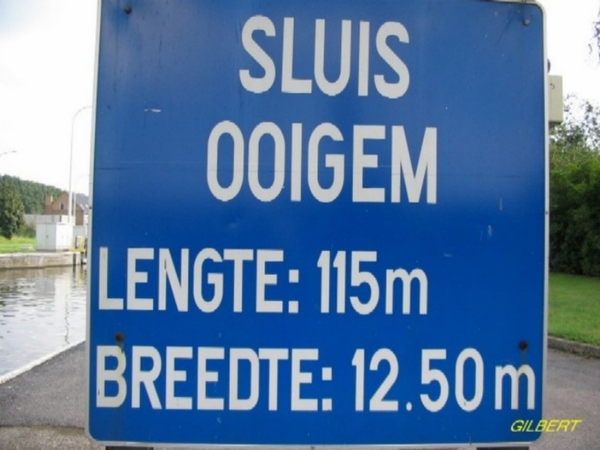 SLUIS
OOIGEM
LENGTE: 115m
BREEDTE: 12.50m
GILBERT